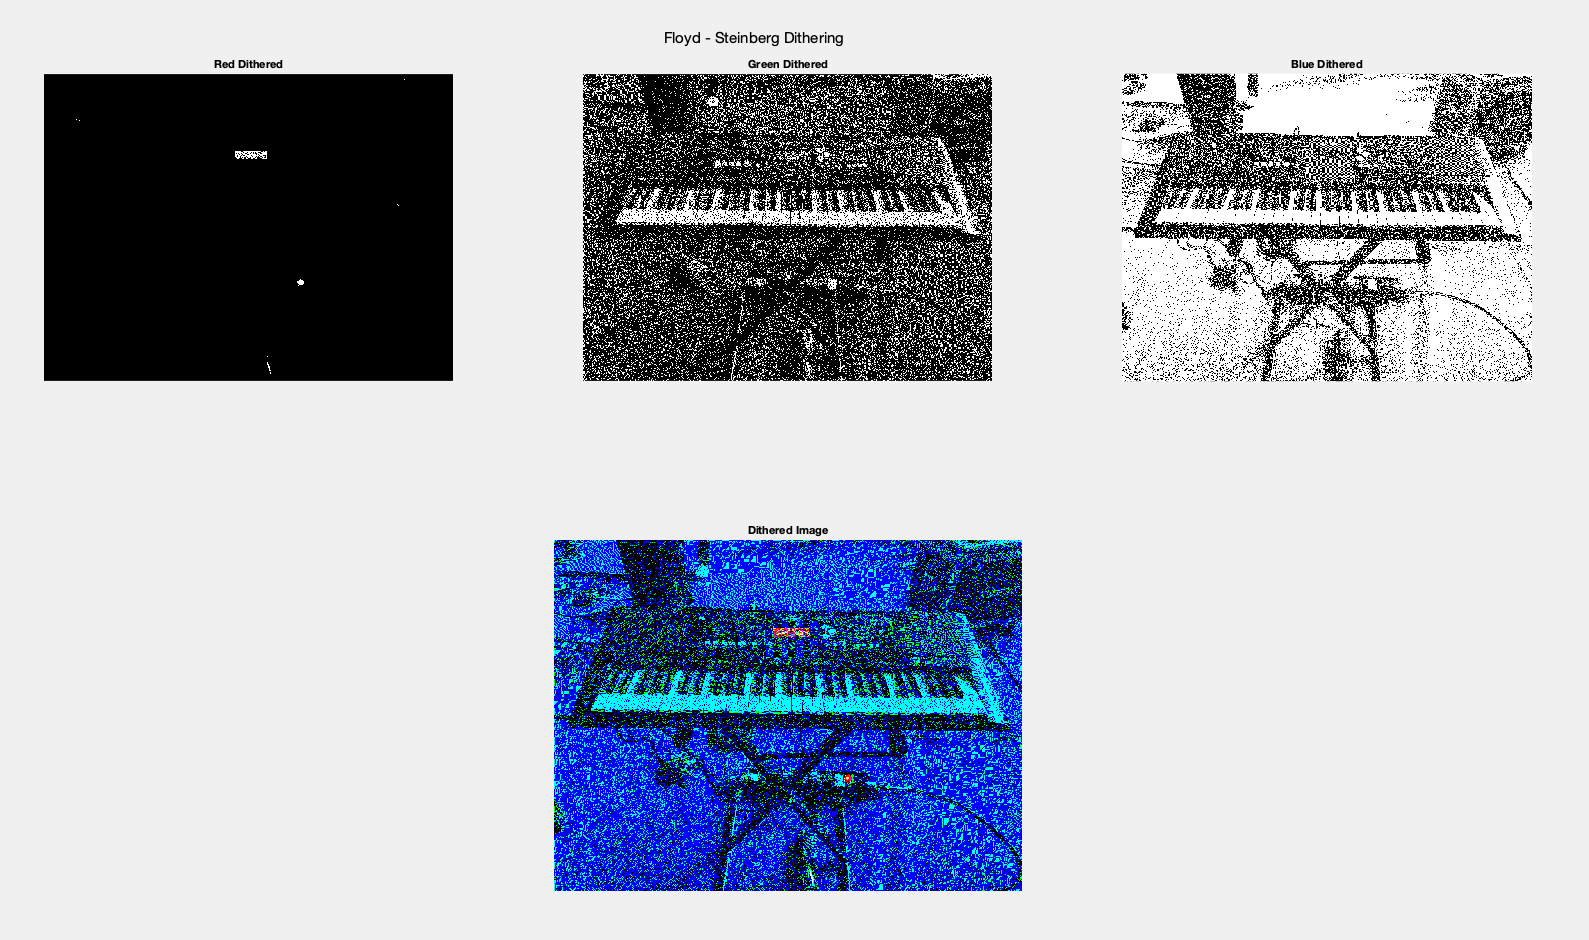 Floyd - Steinberg Dithering
Red Dithered
Green Dithered
Blue Dithered
Dithered Image